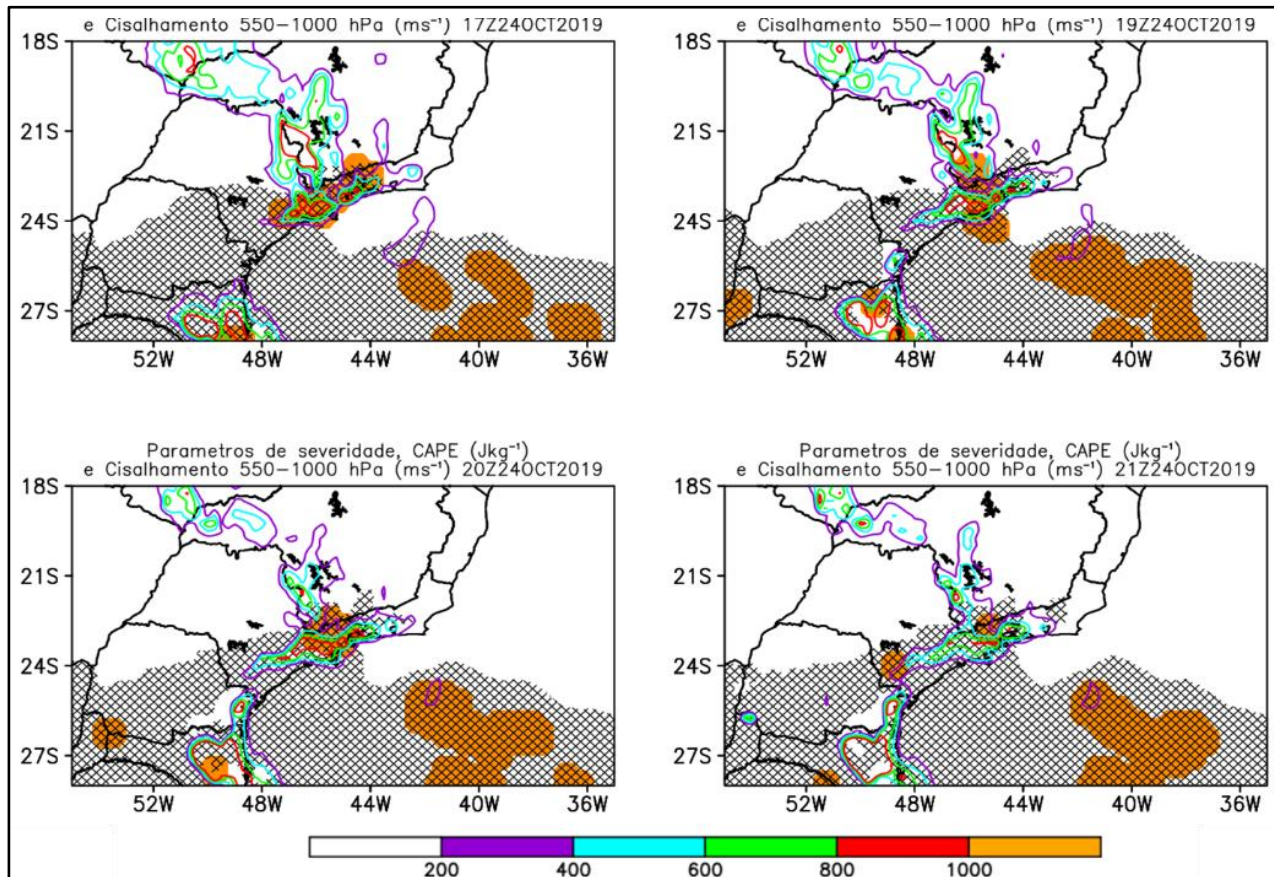 e Cisalhamento 550−1000 hPa (ms⁻¹) 17Z24OCT2019
18S
21S
24S
27S
52W 48W 44W 40W 36W
e Cisalhamento 550−1000 hPa (ms⁻¹) 19Z24OCT2019
18S
21S
24S
27S
52W 48W 44W 40W 36W
Parametros de severidade, CAPE (Jkg⁻¹)
e Cisalhamento 550−1000 hPa (ms⁻¹) 20Z24OCT2019
18S
21S
24S
27S
52W 48W 44W 40W 36W
Parametros de severidade, CAPE (Jkg⁻¹)
e Cisalhamento 550−1000 hPa (ms⁻¹) 21Z24OCT2019
18S
21S
24S
27S
52W 48W 44W 40W 36W
200 400 600 800 1000